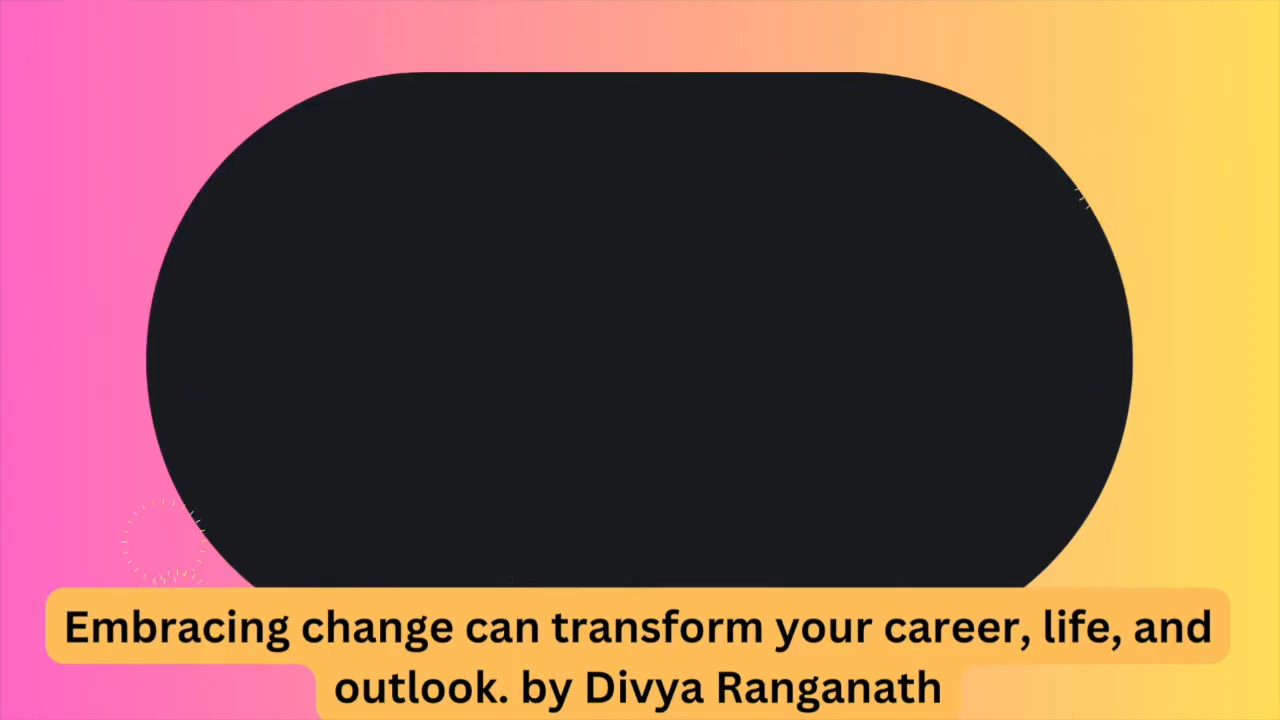 Embracing change can transform your career, life, and
outlook. by Divya Ranganath